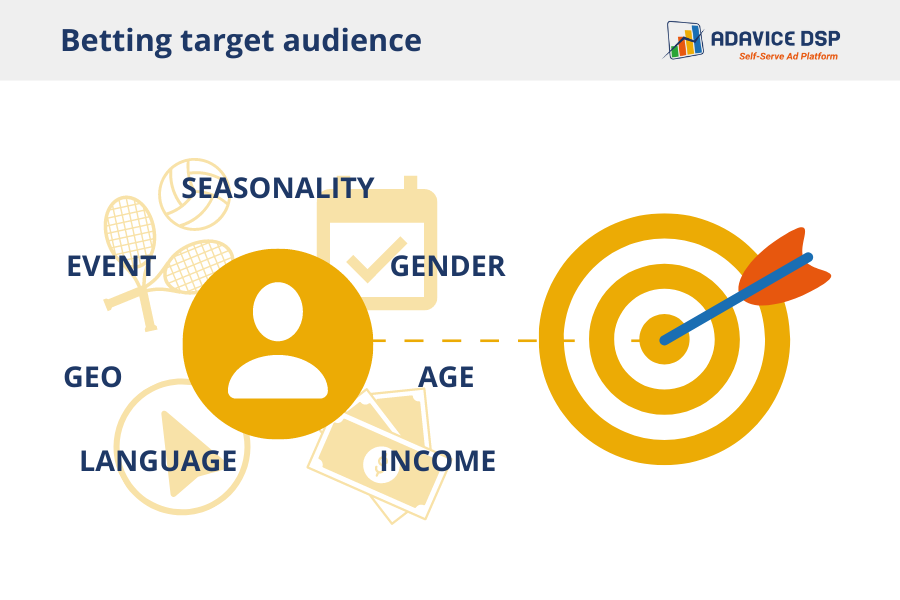 Betting target audience
ADAVICE DSP
Self-Serve Ad Platform
SEASONALITY
EVENT
GENDER
GEO
AGE
LANGUAGE
INCOME